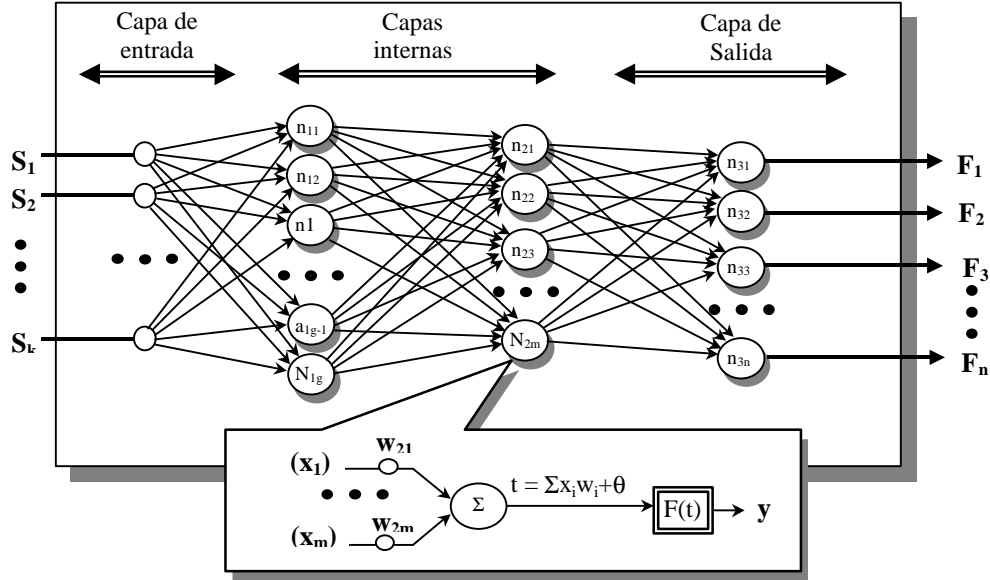 Capa de
entrada
Capas
internas
Capa de
Salida
S₁
S₂
Sₖ
n₁₁
n₁₂
n1
a₁g₋₁
N₁g
n₂₁
n₂₂
n₂₃
N₂ₘ
n₃₁
n₃₂
n₃₃
n₃ₙ
F₁
F₂
F₃
Fₙ
(x₁)
w₂₁
(xₘ)
w₂ₘ
Σ
t = Σxᵢwᵢ+θ
F(t)
y